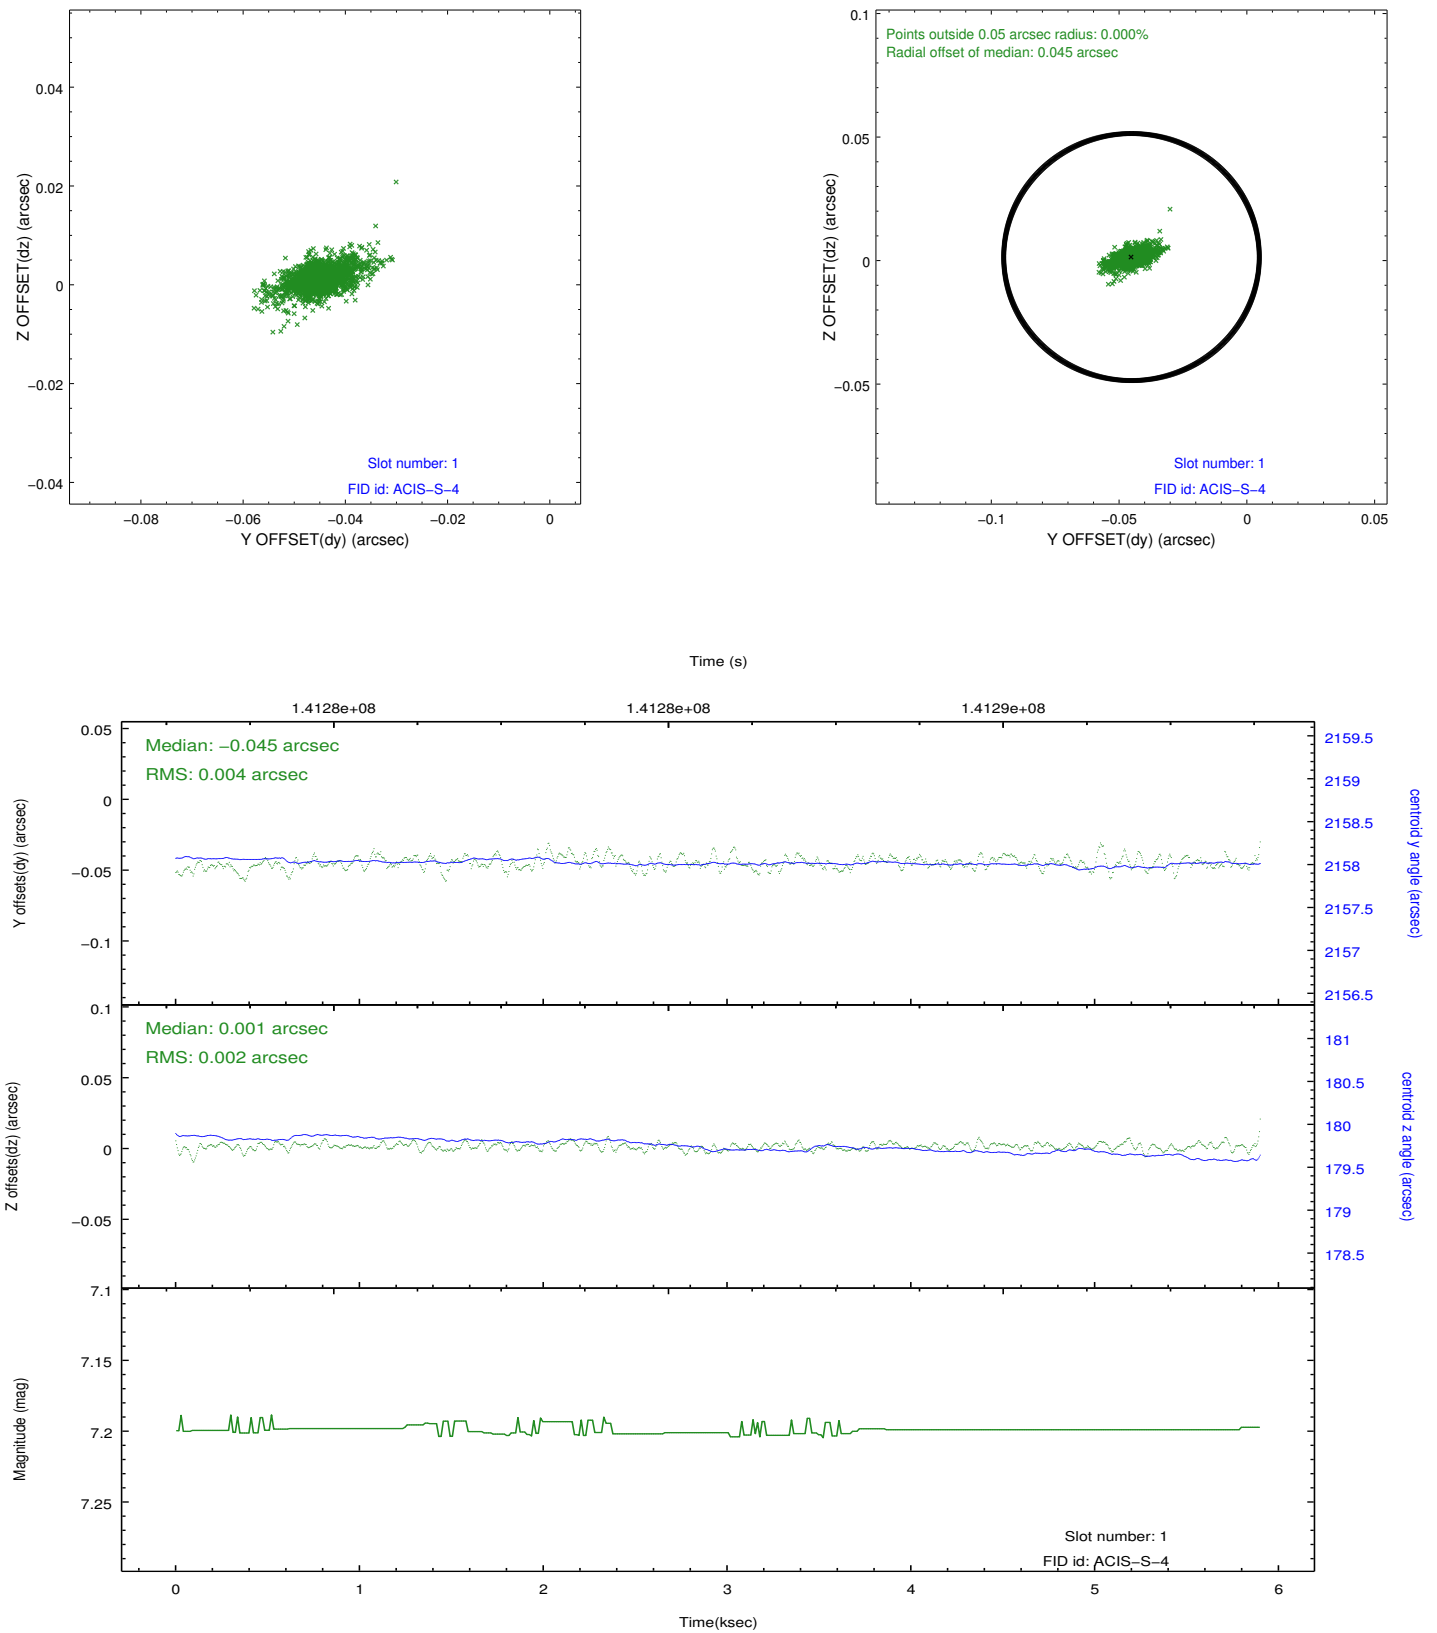 0.04
0.02
0
−0.02
−0.04
Z OFFSET(dz) (arcsec)
Slot number: 1
FID id: ACIS−S−4
−0.08
−0.06
−0.04
−0.02
0
Y OFFSET(dy) (arcsec)
Points outside 0.05 arcsec radius: 0.000%
Radial offset of median: 0.045 arcsec
0.1
0.05
0
−0.05
Z OFFSET(dz) (arcsec)
Slot number: 1
FID id: ACIS−S−4
−0.1
−0.05
0
0.05
Y OFFSET(dy) (arcsec)
Time (s)
1.4128e+08
1.4128e+08
1.4129e+08
Median: −0.045 arcsec
RMS: 0.004 arcsec
0.05
0
−0.05
−0.1
Y offsets(dy) (arcsec)
2159.5
2159
2158.5
2158
2157.5
2157
2156.5
centroid y angle (arcsec)
Median: 0.001 arcsec
RMS: 0.002 arcsec
0.1
0.05
0
−0.05
Z offsets(dz) (arcsec)
181
180.5
180
179.5
179
178.5
centroid z angle (arcsec)
7.1
7.15
7.2
7.25
Magnitude (mag)
Slot number: 1
FID id: ACIS−S−4
0
1
2
3
4
5
6
Time(ksec)